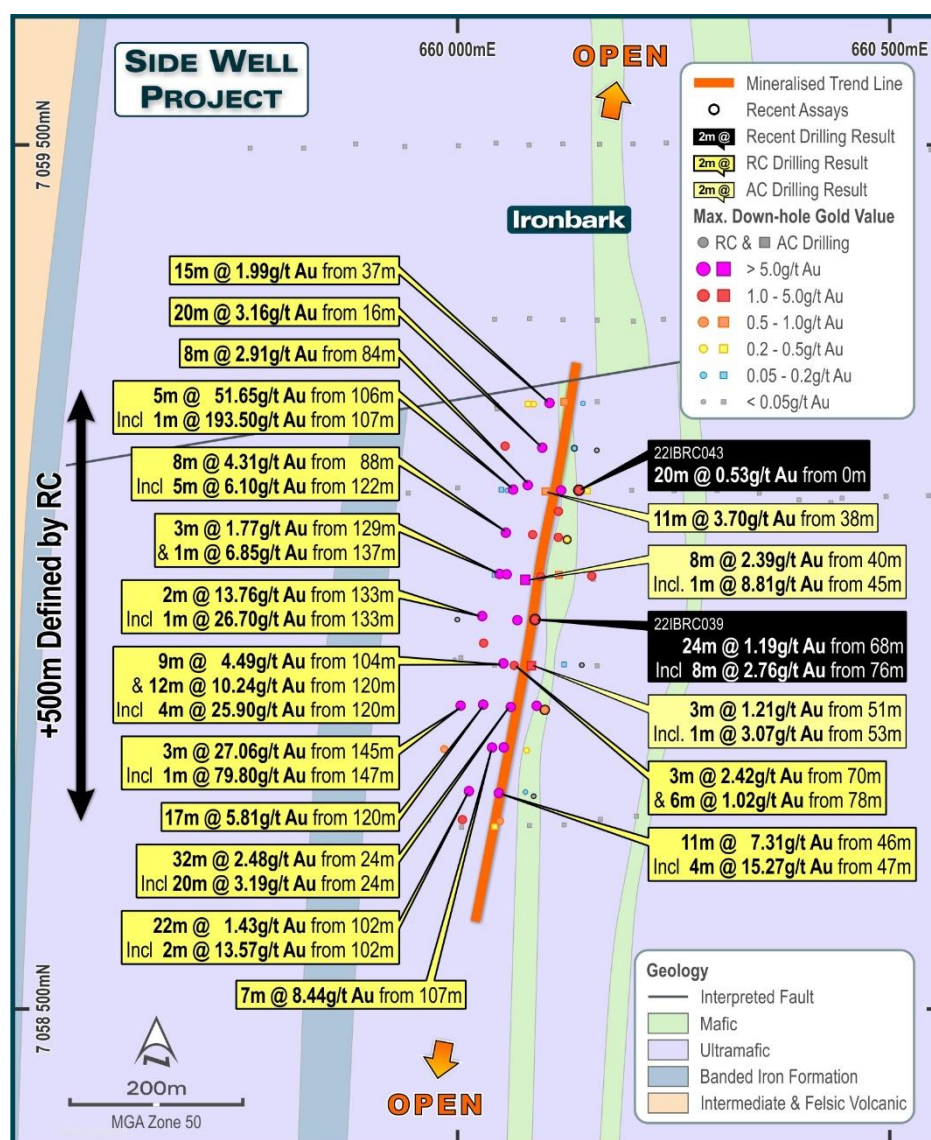 660 000mE
660 500mE
SIDE WELL
PROJECT
OPEN
Mineralised Trend Line
Recent Assays
2m @ Recent Drilling Result
2m @ RC Drilling Result
2m @ AC Drilling Result
Max. Down-hole Gold Value
RC & AC Drilling
> 5.0g/t Au
1.0 - 5.0g/t Au
0.5 - 1.0g/t Au
0.2 - 0.5g/t Au
0.05 - 0.2g/t Au
< 0.05g/t Au
7 059 500mN
Ironbark
15m @ 1.99g/t Au from 37m
20m @ 3.16g/t Au from 16m
8m @ 2.91g/t Au from 84m
5m @ 51.65g/t Au from 106m
Incl 1m @ 193.50g/t Au from 107m
8m @ 4.31g/t Au from 88m
Incl 5m @ 6.10g/t Au from 122m
3m @ 1.77g/t Au from 129m
& 1m @ 6.85g/t Au from 137m
2m @ 13.76g/t Au from 133m
Incl 1m @ 26.70g/t Au from 133m
9m @ 4.49g/t Au from 104m
& 12m @ 10.24g/t Au from 120m
Incl 4m @ 25.90g/t Au from 120m
3m @ 27.06g/t Au from 145m
Incl 1m @ 79.80g/t Au from 147m
17m @ 5.81g/t Au from 120m
32m @ 2.48g/t Au from 24m
Incl 20m @ 3.19g/t Au from 24m
22m @ 1.43g/t Au from 102m
Incl 2m @ 13.57g/t Au from 102m
7m @ 8.44g/t Au from 107m
+500m Defined by RC
22IBRC043
20m @ 0.53g/t Au from 0m
11m @ 3.70g/t Au from 38m
8m @ 2.39g/t Au from 40m
Incl. 1m @ 8.81g/t Au from 45m
22IBRC039
24m @ 1.19g/t Au from 68m
Incl 8m @ 2.76g/t Au from 76m
3m @ 1.21g/t Au from 51m
Incl. 1m @ 3.07g/t Au from 53m
3m @ 2.42g/t Au from 70m
& 6m @ 1.02g/t Au from 78m
11m @ 7.31g/t Au from 46m
Incl 4m @ 15.27g/t Au from 47m
7 058 500mN
N
200m
MGA Zone 50
OPEN
Geology
Interpreted Fault
Mafic
Ultramafic
Banded Iron Formation
Intermediate & Felsic Volcanic